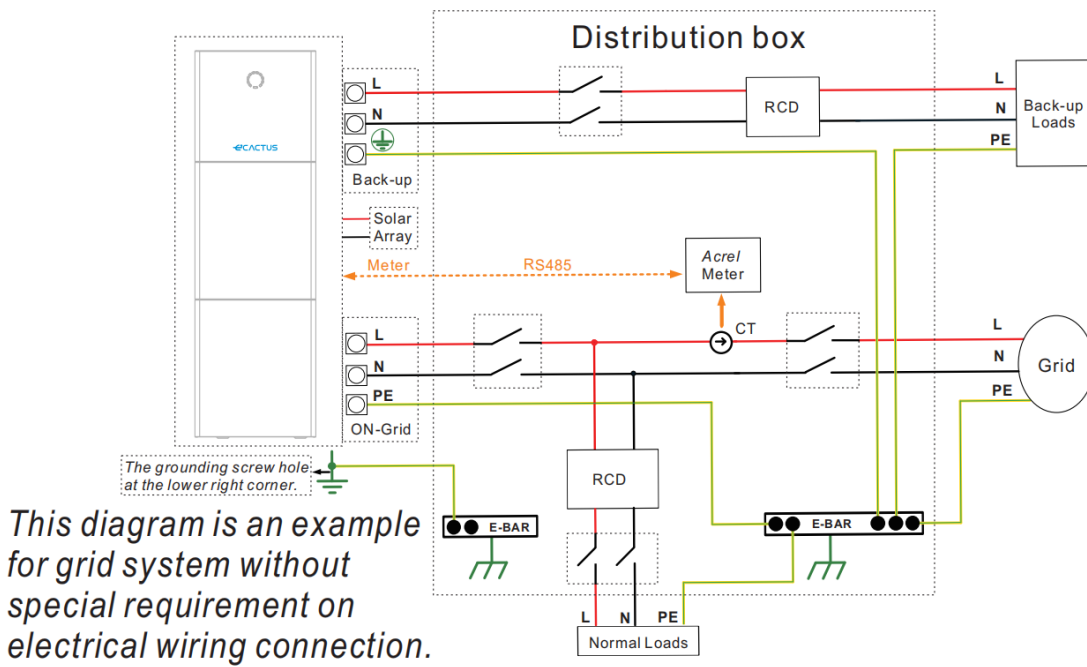 Distribution box
L
N
Back-up
eCACTUS
RCD
L
N
PE
Back-up
Loads
Solar
Array
Meter
RS485
Acrel
Meter
CT
L
N
PE
ON-Grid
L
N
PE
Grid
The grounding screw hole
at the lower right corner.
RCD
E-BAR
E-BAR
L
N
PE
Normal Loads
This diagram is an example
for grid system without
special requirement on
electrical wiring connection.